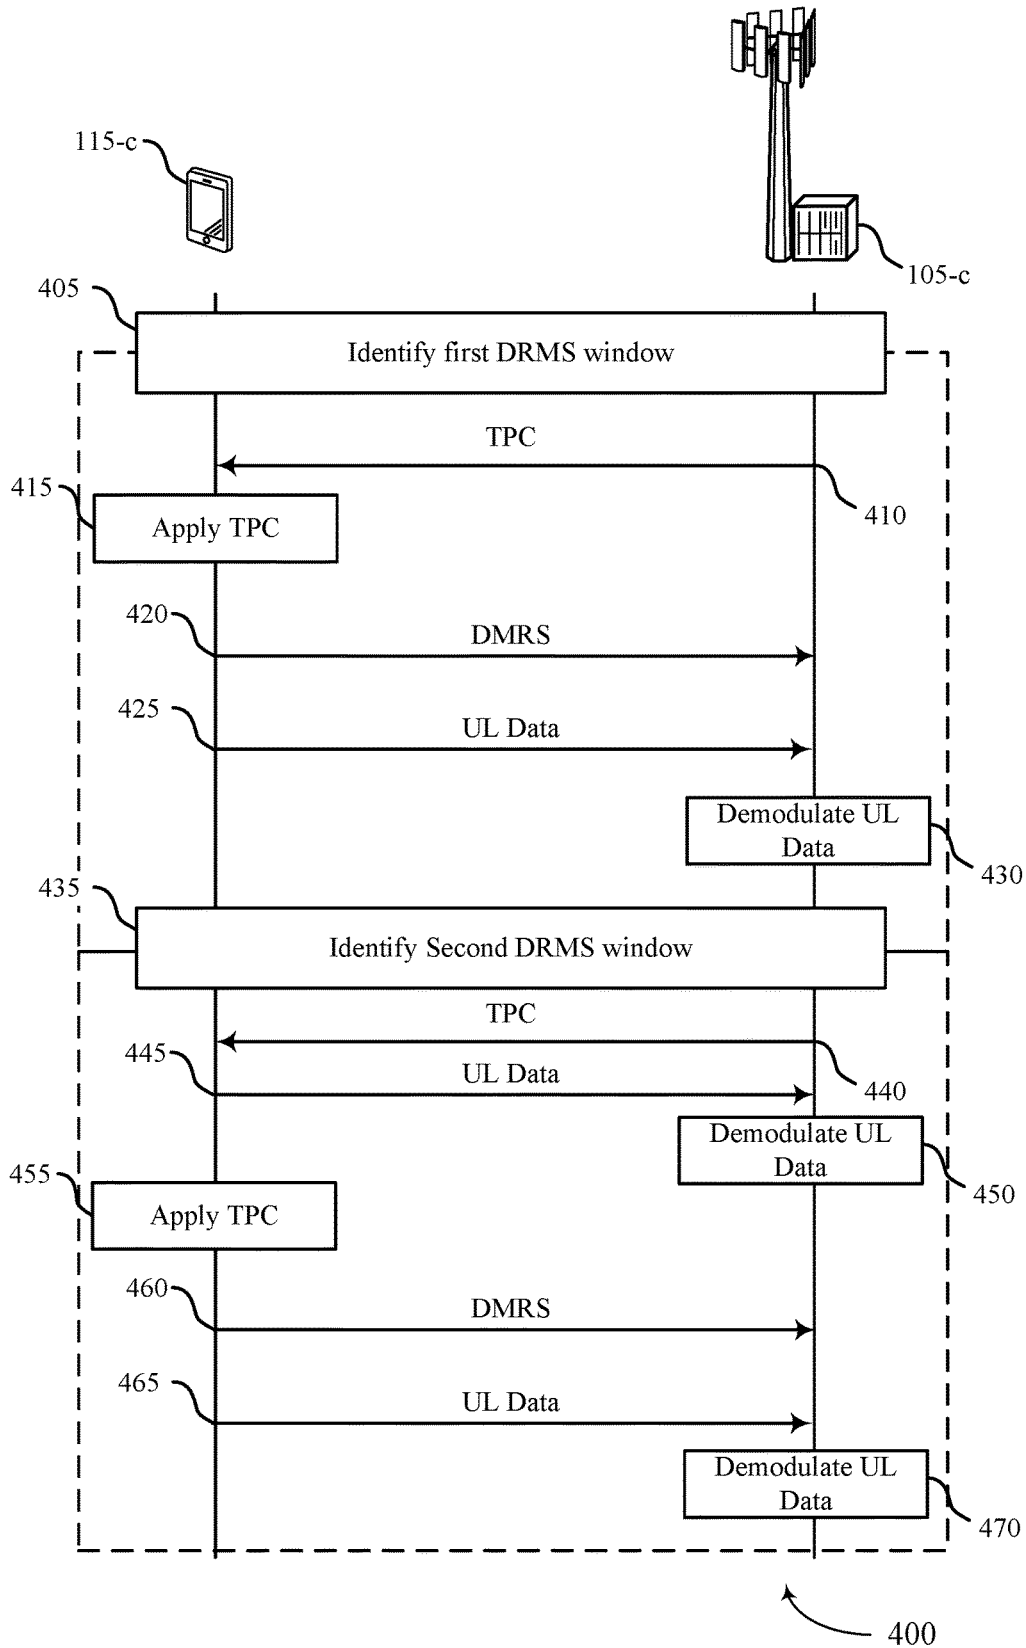 115-c
105-c
405
Identify first DRMS window
TPC
415
410
Apply TPC
420
DMRS
425
UL Data
Demodulate UL
Data
430
435
Identify Second DRMS window
TPC
445
UL Data
440
Demodulate UL
Data
455
450
Apply TPC
460
DMRS
465
UL Data
Demodulate UL
Data
470
400